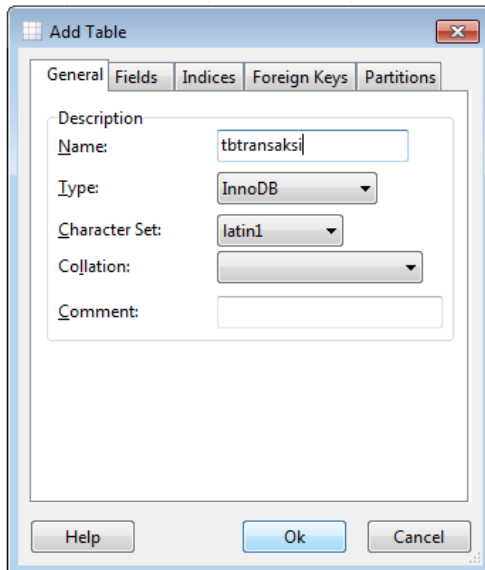 Add Table
General Fields Indices Foreign Keys Partitions
Description
Name: tbtransaksi
Type: InnoDB
Character Set: latin1
Collation:
Comment:
Help Ok Cancel